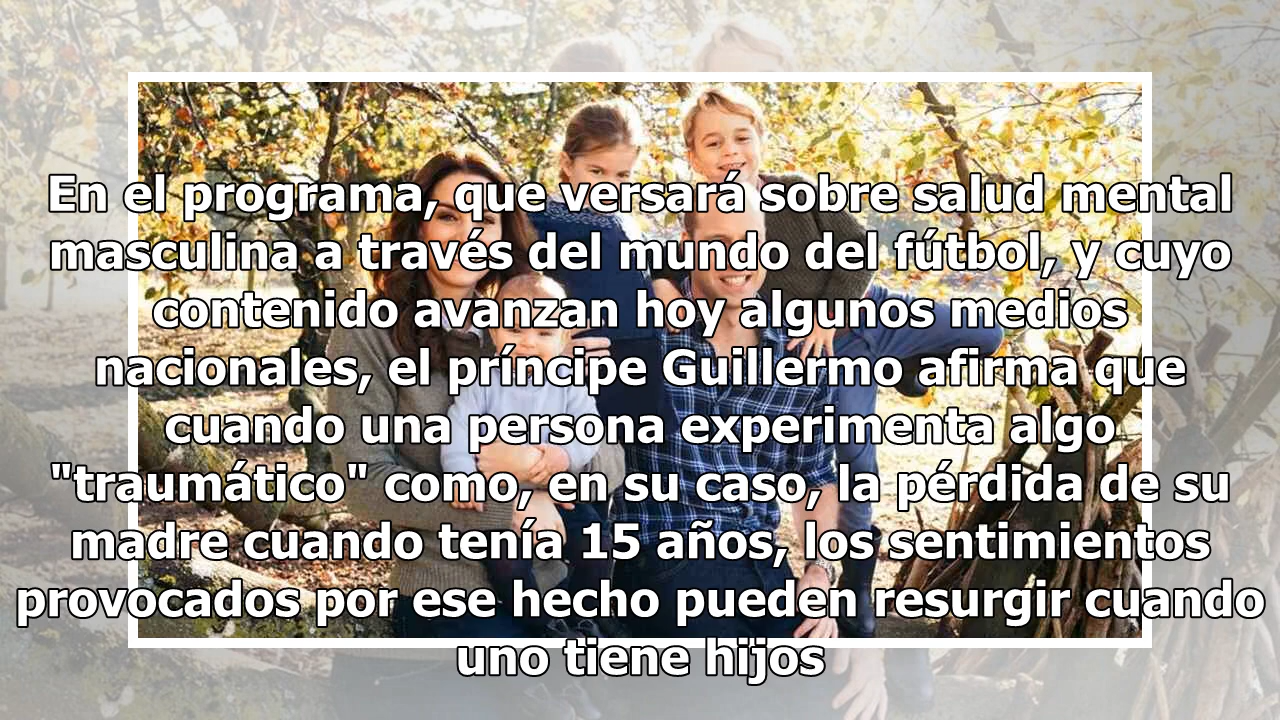 En el programa, que versará sobre salud mental
masculina a través del mundo del fútbol, y cuyo
contenido avanzan hoy algunos medios
nacionales, el príncipe Guillermo afirma que
cuando una persona experimenta algo
"traumático" como, en su caso, la pérdida de su
madre cuando tenía 15 años, los sentimientos
provocados por ese hecho pueden resurgir cuando
uno tiene hijos